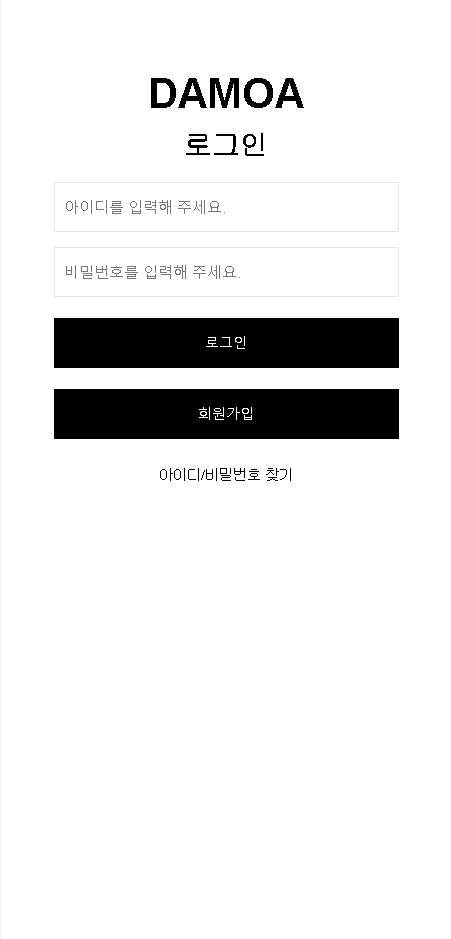 DAMOA
로그인
아이디를 입력해 주세요.
비밀번호를 입력해 주세요.
로그인
회원가입
아이디/비밀번호 찾기